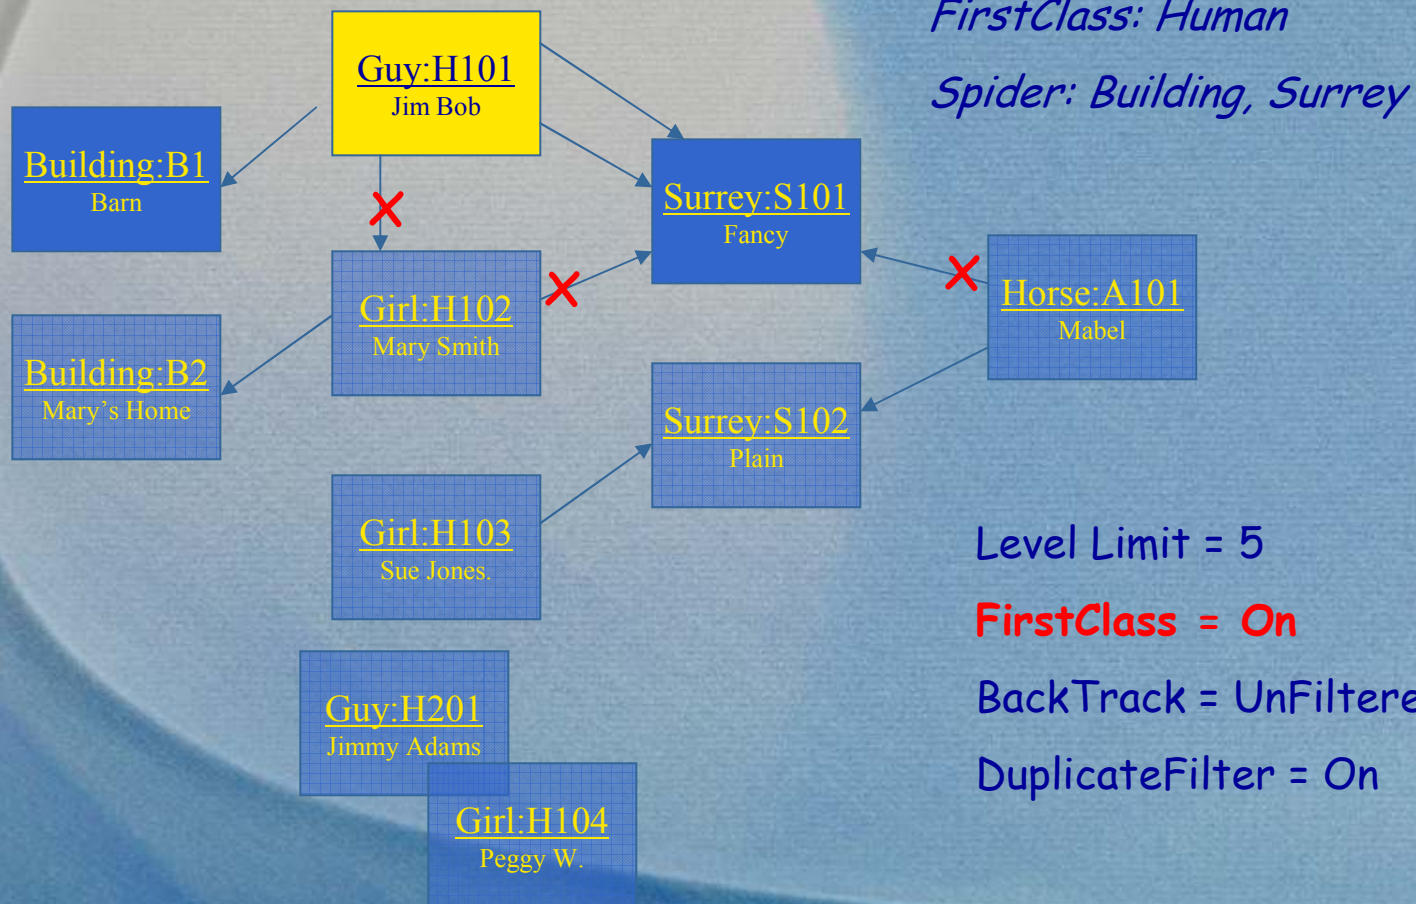 FirstClass: Human
Spider: Building, Surrey
Guy:H101
Jim Bob
Building:B1
Barn
Surrey:S101
Fancy
Girl:H102
Mary Smith
Horse:A101
Mabel
Building:B2
Mary's Home
Surrey:S102
Plain
Girl:H103
Sue Jones.
Level Limit = 5
FirstClass = On
BackTrack = UnFiltere
DuplicateFilter = On
Guy:H201
Jimmy Adams
Girl:H104
Peggy W.